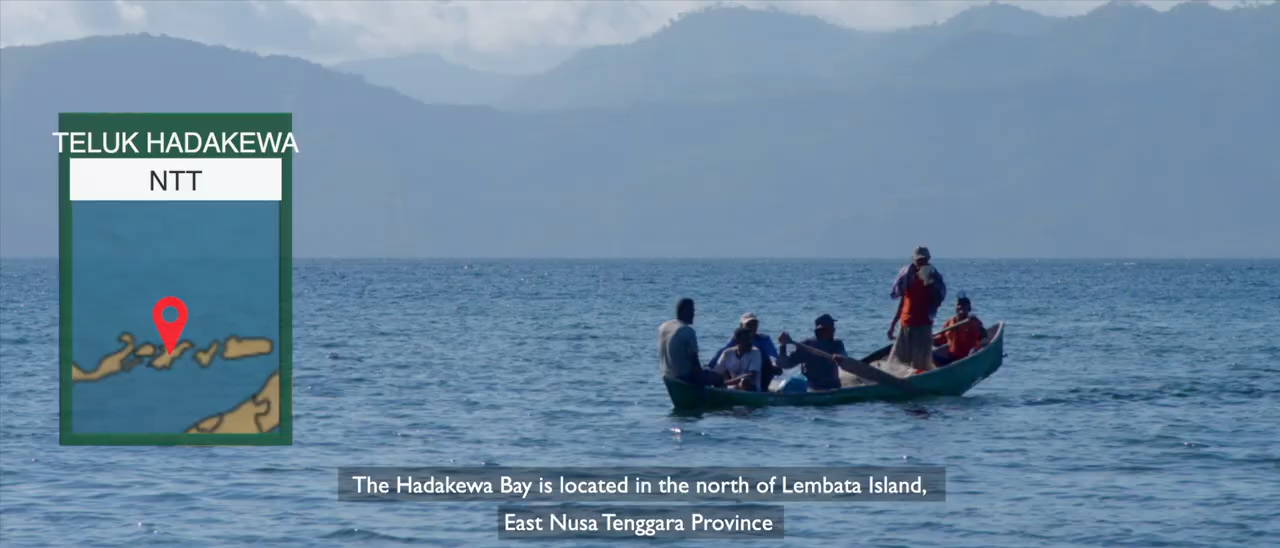 TELUK HADAKEWA
NTT
The Hadakewa Bay is located in the north of Lembata Island,
East Nusa Tenggara Province